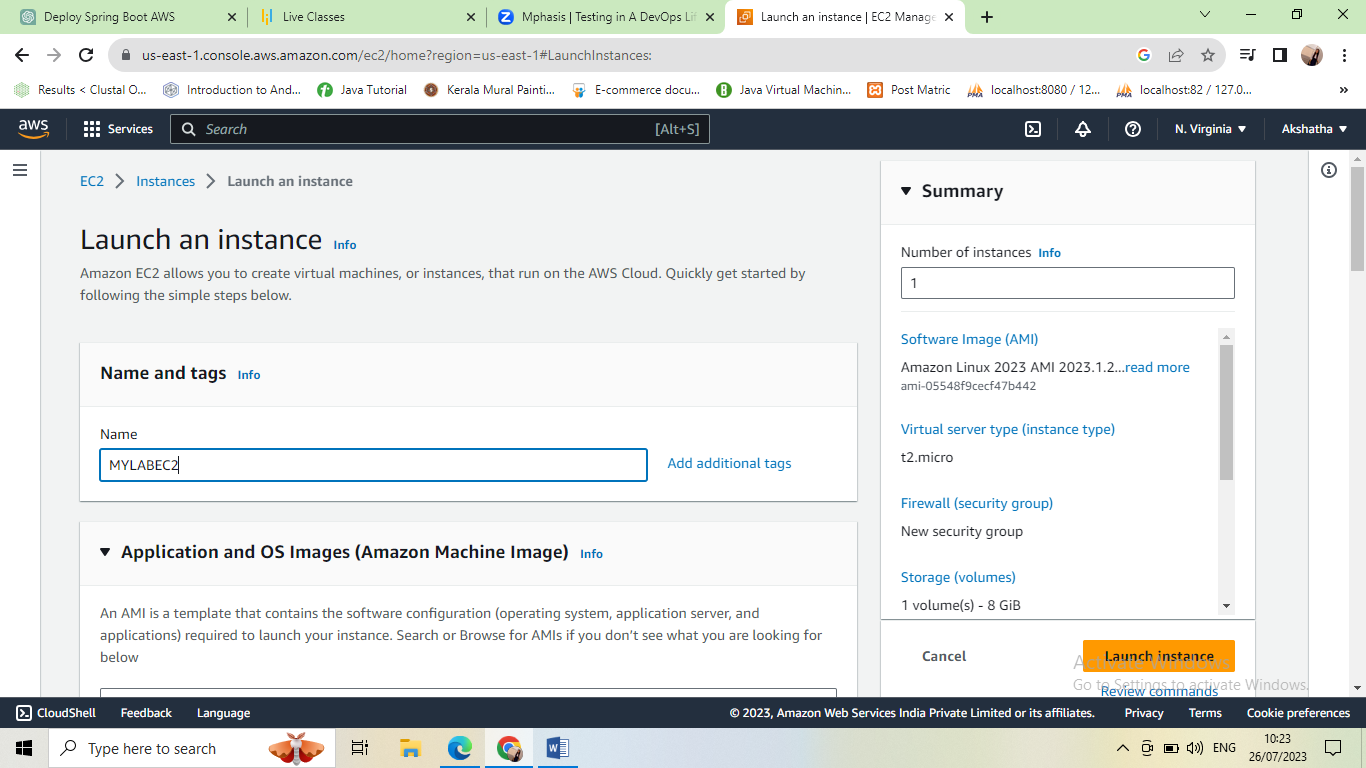 Deploy Spring Boot AWS
Live Classes
Mphasis | Testing in A DevOps Li
Launch an instance | EC2 Manage
us-east-1.console.aws.amazon.com/ec2/home?region=us-east-1#LaunchInstances:
Results < Clustal O...
Introduction to And...
Java Tutorial
Kerala Mural Painti...
E-commerce docu...
Java Virtual Machin...
Post Matric
localhost:8080 / 12...
localhost:82 / 127.0...
»
aws
Services
Search
[Alt+S]
N. Virginia
Akshatha
EC2
Instances
Launch an instance
Launch an instance Info
Amazon EC2 allows you to create virtual machines, or instances, that run on the AWS Cloud. Quickly get started by
following the simple steps below.
Name and tags Info
Name
MYLABEC2
Add additional tags
Application and OS Images (Amazon Machine Image) Info
An AMI is a template that contains the software configuration (operating system, application server, and
applications) required to launch your instance. Search or Browse for AMIs if you don't see what you are looking for
below
Summary
Number of instances Info
1
Software Image (AMI)
Amazon Linux 2023 AMI 2023.1.2...read more
ami-05548f9cecf47b442
Virtual server type (instance type)
t2.micro
Firewall (security group)
New security group
Storage (volumes)
1 volume(s) - 8 GiB
Cancel
Launch instance
Review commands
Activate Windows
Go to Settings to activate Windows.
CloudShell
Feedback
Language
© 2023, Amazon Web Services India Private Limited or its affiliates.
Privacy
Terms
Cookie preferences
Type here to search
ENG
10:23
26/07/2023